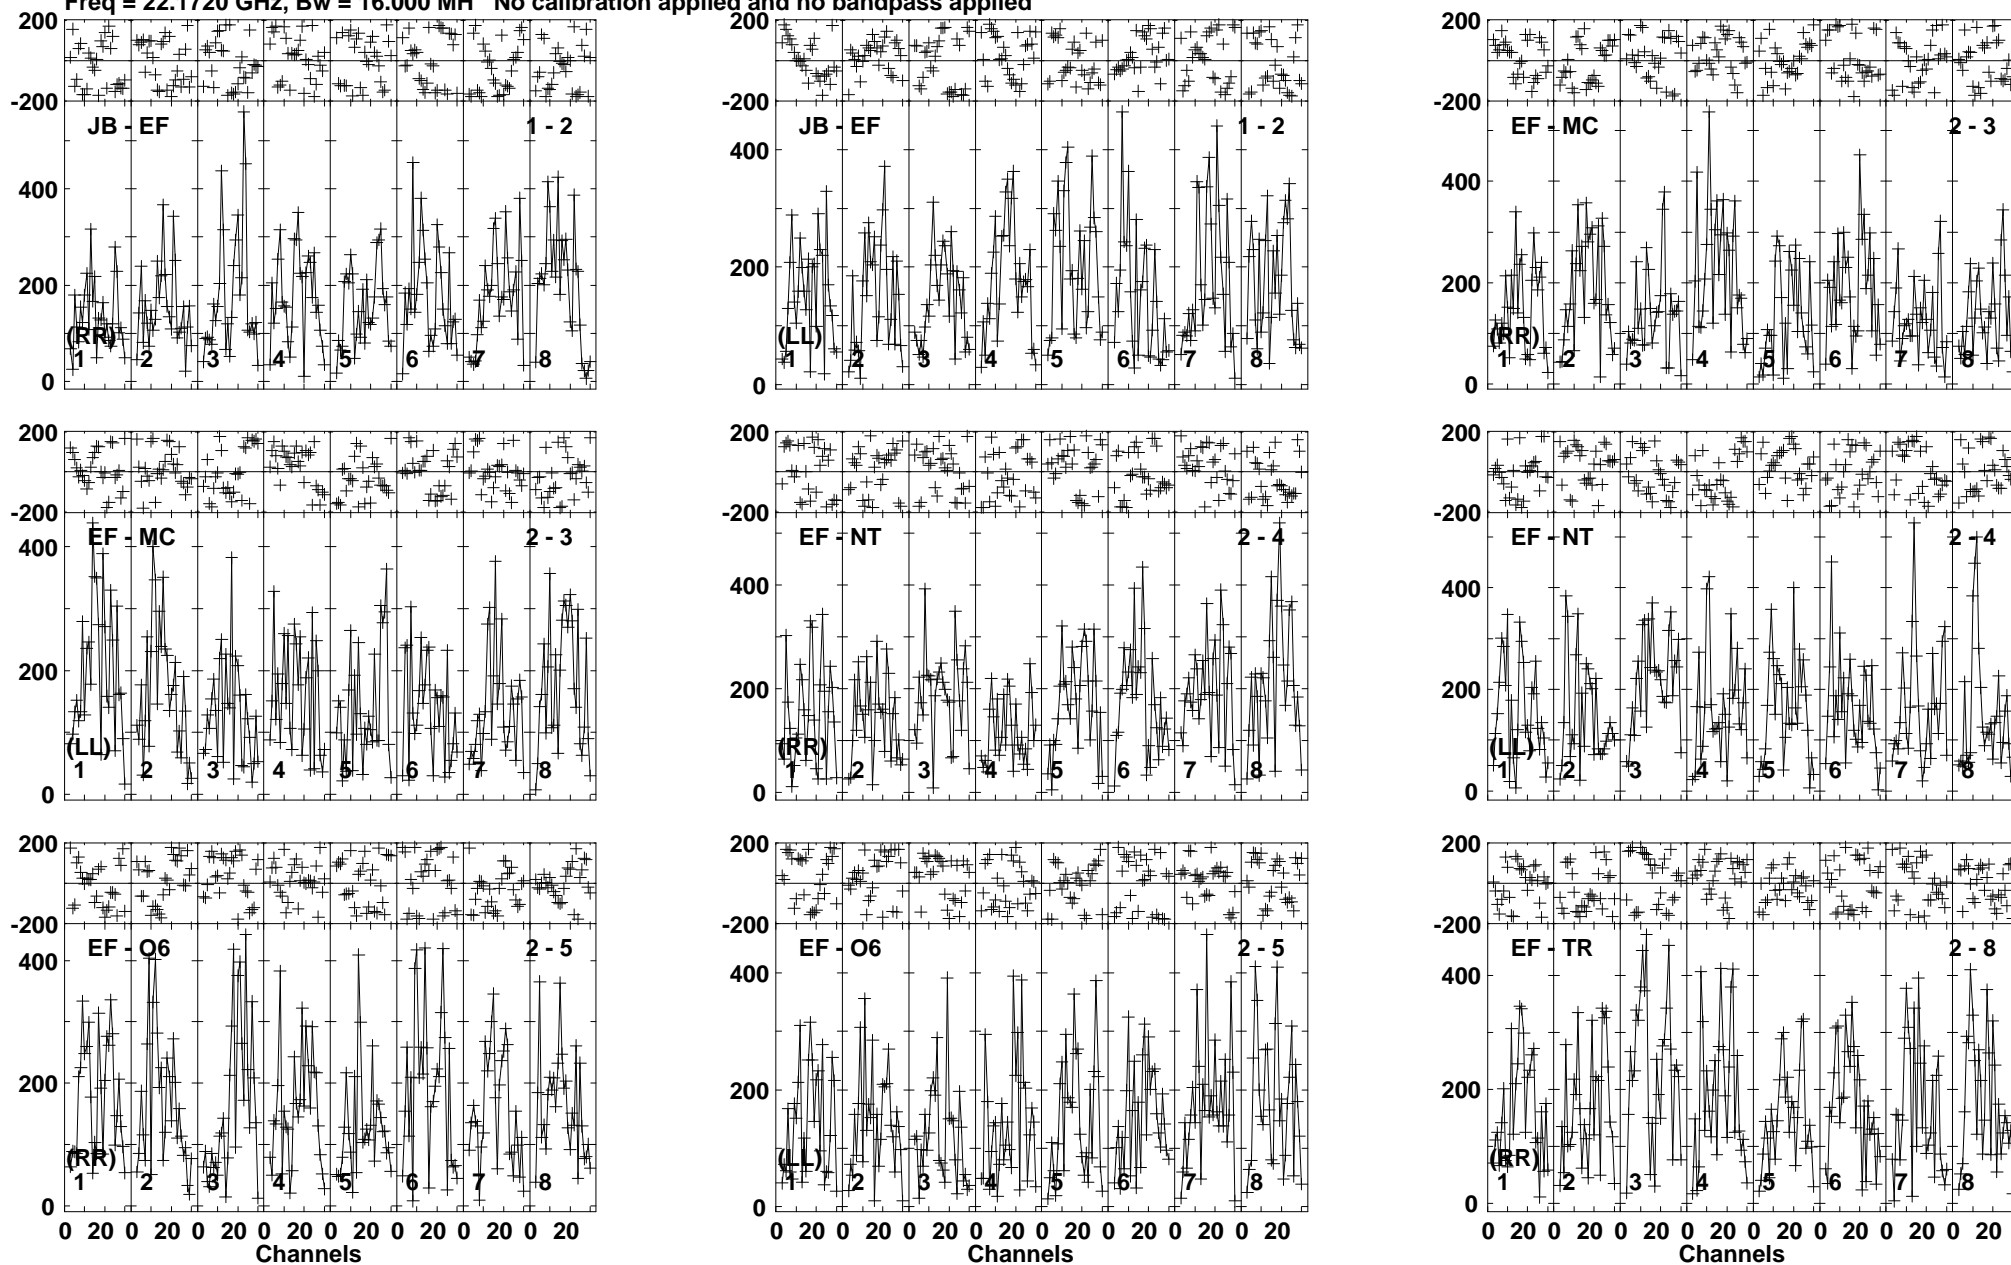 Freq = 22.1720 GHz, Bw = 16.000 MH No calibration applied and no bandpass applied
200 200 200
-200 -200 -200
JB - EF 1 - 2 JB - EF 1 - 2 EF - MC 2 - 3
400 400 400
200 200 200
(RR) (LL) (RR)
1 2 3 4 5 6 7 8 1 2 3 4 5 6 7 8 1 2 3 4 5 6 7 8
0 0 0
200 200 200
-200 -200 -200
EF - MC 2 - 3 EF - NT 2 - 4 EF - NT 2 - 4
400 400 400
200 200 200
(LL) (RR) (LL)
1 2 3 4 5 6 7 8 1 2 3 4 5 6 7 8 1 2 3 4 5 6 7 8
0 0 0
200 200 200
-200 -200 -200
EF - O6 2 - 5 EF - O6 2 - 5 EF - TR 2 - 8
400 400 400
200 200 200
(RR) (LL) (RR)
1 2 3 4 5 6 7 8 1 2 3 4 5 6 7 8 1 2 3 4 5 6 7 8
0 0 0
0 20 0 20 0 20 0 20 0 20 0 20 0 20 0 20 0 20 0 20 0 20 0 20 0 20 0 20 0 20 0 20 0 20 0 20 0 20 0 20 0 20 0 20 0 20 0 20
Channels Channels Channels